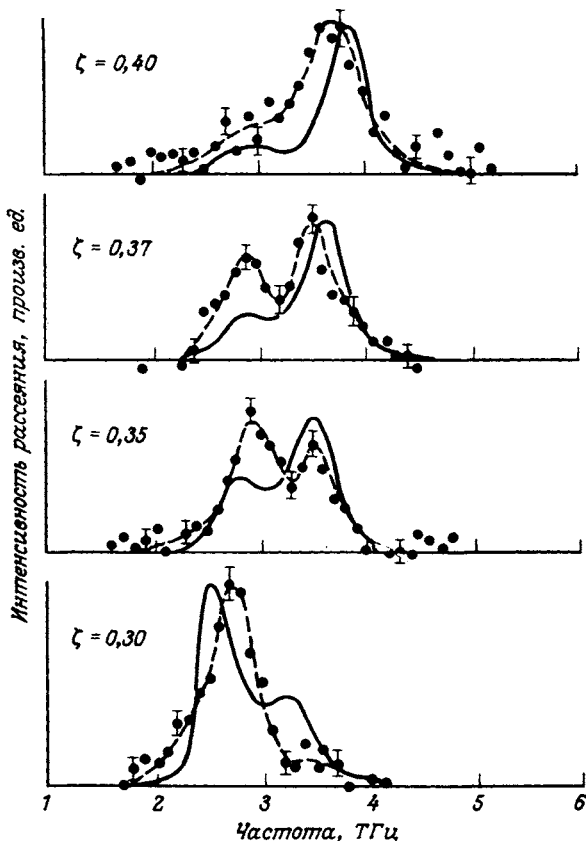 ζ = 0,40
ζ = 0,37
ζ = 0,35
ζ = 0,30
Интенсивность рассеяния, произв. ед.
1 2 3 4 5 6
Частота, ТГц